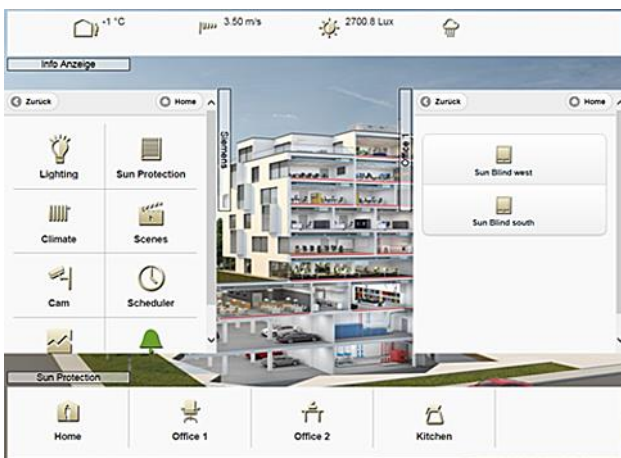 -1 °C
3.50 m/s
2700.8 Lux
Info Anzeige
Zurück
Home
Siemens
Office 1
Zurück
Home
Lighting
Sun Protection
Climate
Scenes
Cam
Scheduler
Sun Blind west
Sun Blind south
Sun Protection
Home
Office 1
Office 2
Kitchen